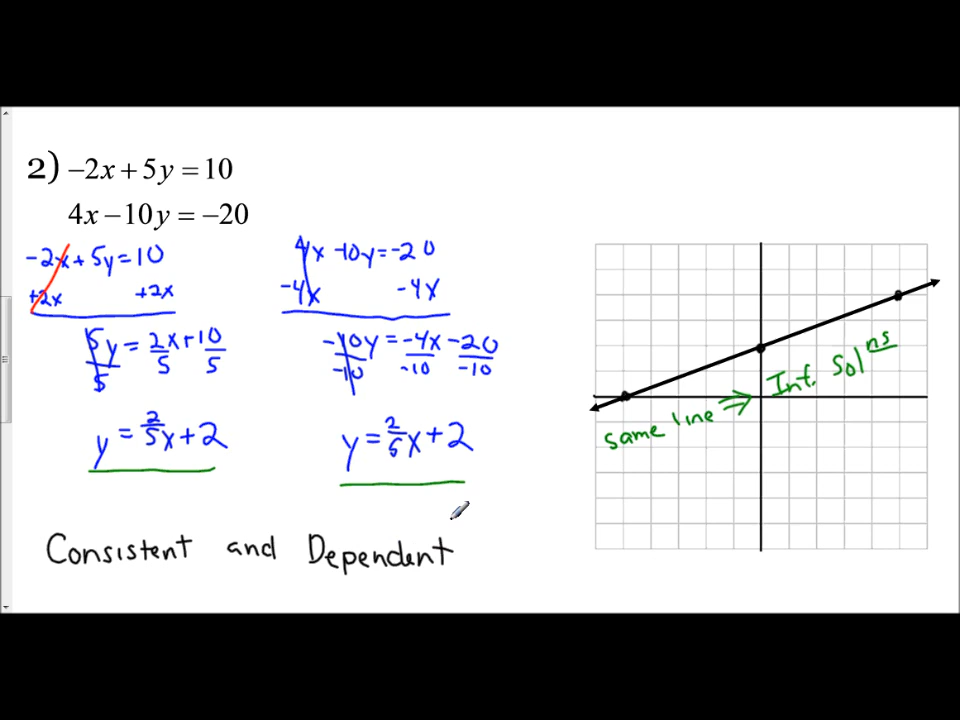 2) −2x + 5y = 10
4x − 10y = −20
-2x + 5y = 10
+2x +2x
5y = 2x + 10
5 5 5
y = 2/5 x + 2
4x - 10y = -20
-4x -4x
-10y = -4x - 20
-10 -10 -10
y = 2/5 x + 2
Consistent and Dependent
same line ⇒ Inf. Sol ns